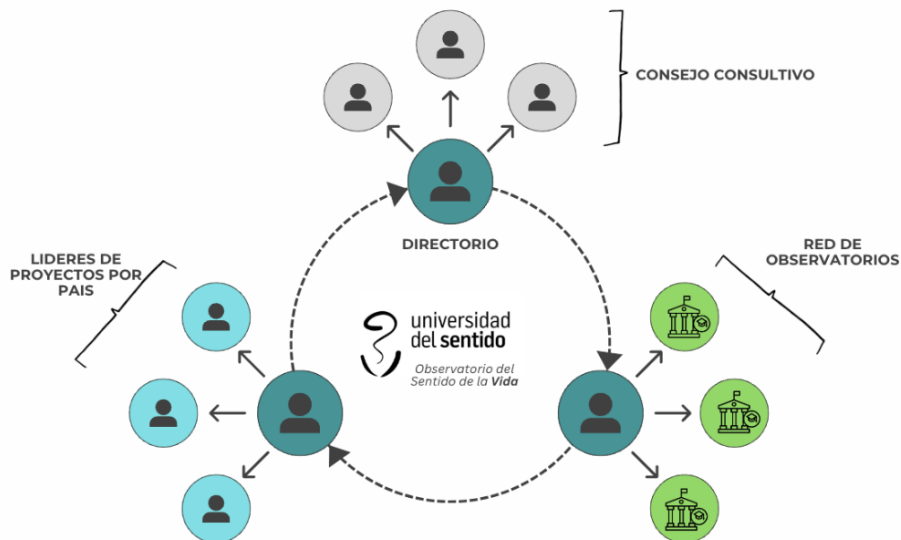 CONSEJO CONSULTIVO
DIRECTORIO
LIDERES DE
PROYECTOS POR
PAIS
RED DE
OBSERVATORIOS
universidad
del sentido
Observatorio del
Sentido de la Vida